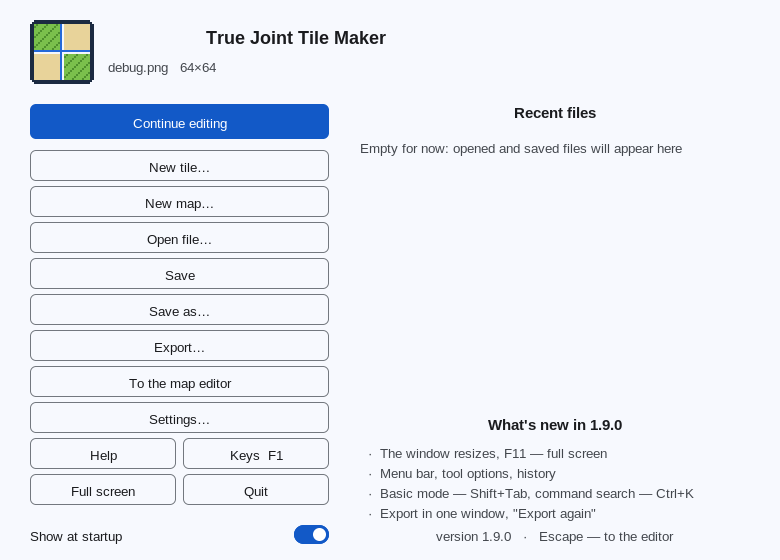 True Joint Tile Maker
debug.png 64×64
Continue editing
New tile…
New map…
Open file…
Save
Save as…
Export…
To the map editor
Settings…
Help
Keys F1
Full screen
Quit
Show at startup
Recent files
Empty for now: opened and saved files will appear here
What's new in 1.9.0
· The window resizes, F11 — full screen
· Menu bar, tool options, history
· Basic mode — Shift+Tab, command search — Ctrl+K
· Export in one window, "Export again"
version 1.9.0 · Escape — to the editor